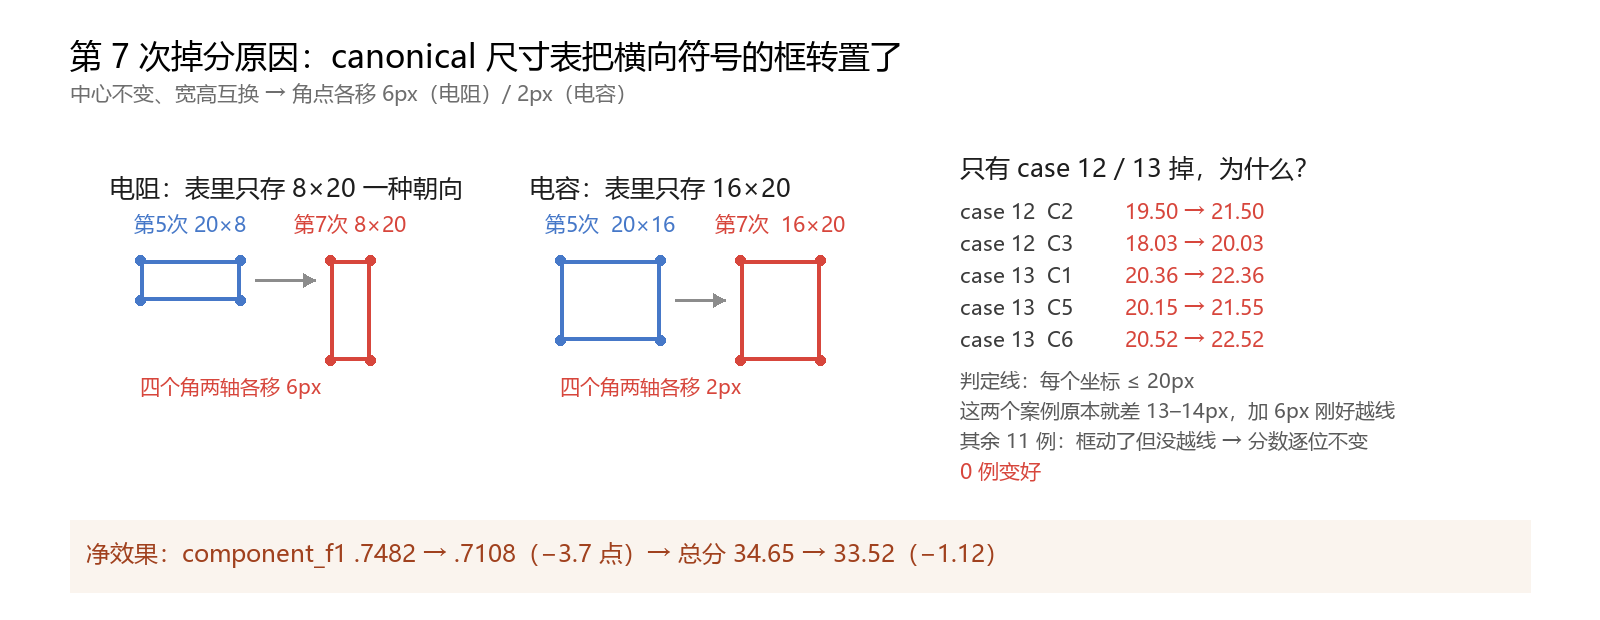 第 7 次掉分原因：canonical 尺寸表把横向符号的框转置了
中心不变、宽高互换 → 角点各移 6px（电阻）/ 2px（电容）
电阻：表里只存 8×20 一种朝向
第5次 20×8
第7次 8×20
四个角两轴各移 6px
电容：表里只存 16×20
第5次 20×16
第7次 16×20
四个角两轴各移 2px
只有 case 12 / 13 掉，为什么？
case 12 C2 19.50 → 21.50
case 12 C3 18.03 → 20.03
case 13 C1 20.36 → 22.36
case 13 C5 20.15 → 21.55
case 13 C6 20.52 → 22.52
判定线：每个坐标 ≤ 20px
这两个案例原本就差 13–14px，加 6px 刚好越线
其余 11 例：框动了但没越线 → 分数逐位不变
0 例变好
净效果：component_f1 .7482 → .7108（−3.7 点）→ 总分 34.65 → 33.52（−1.12）